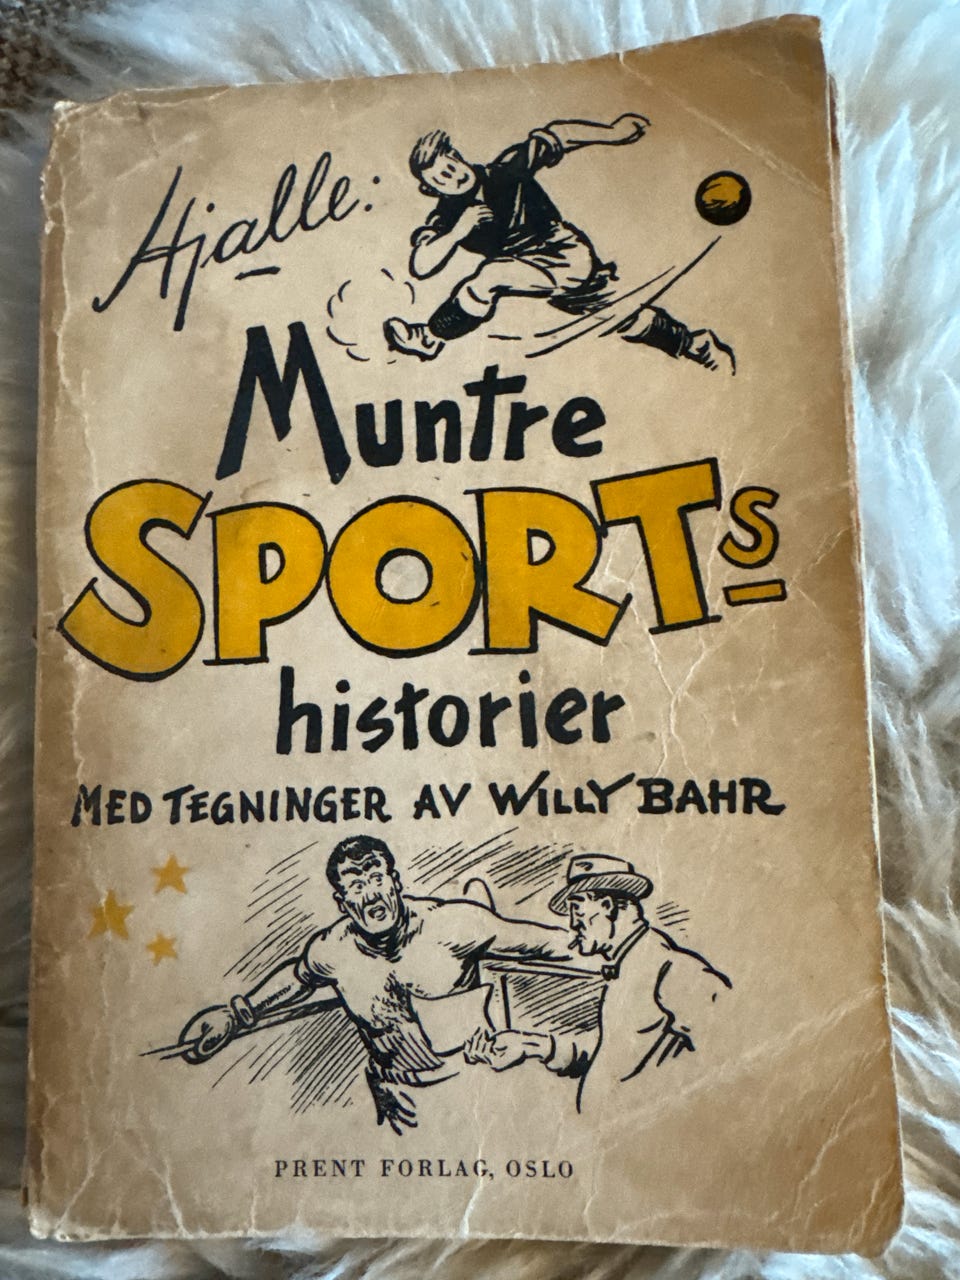 Hjalle:
Muntre
SPORTs
historier
MED TEGNINGER AV WILLY BAHR
PRENT FORLAG, OSLO